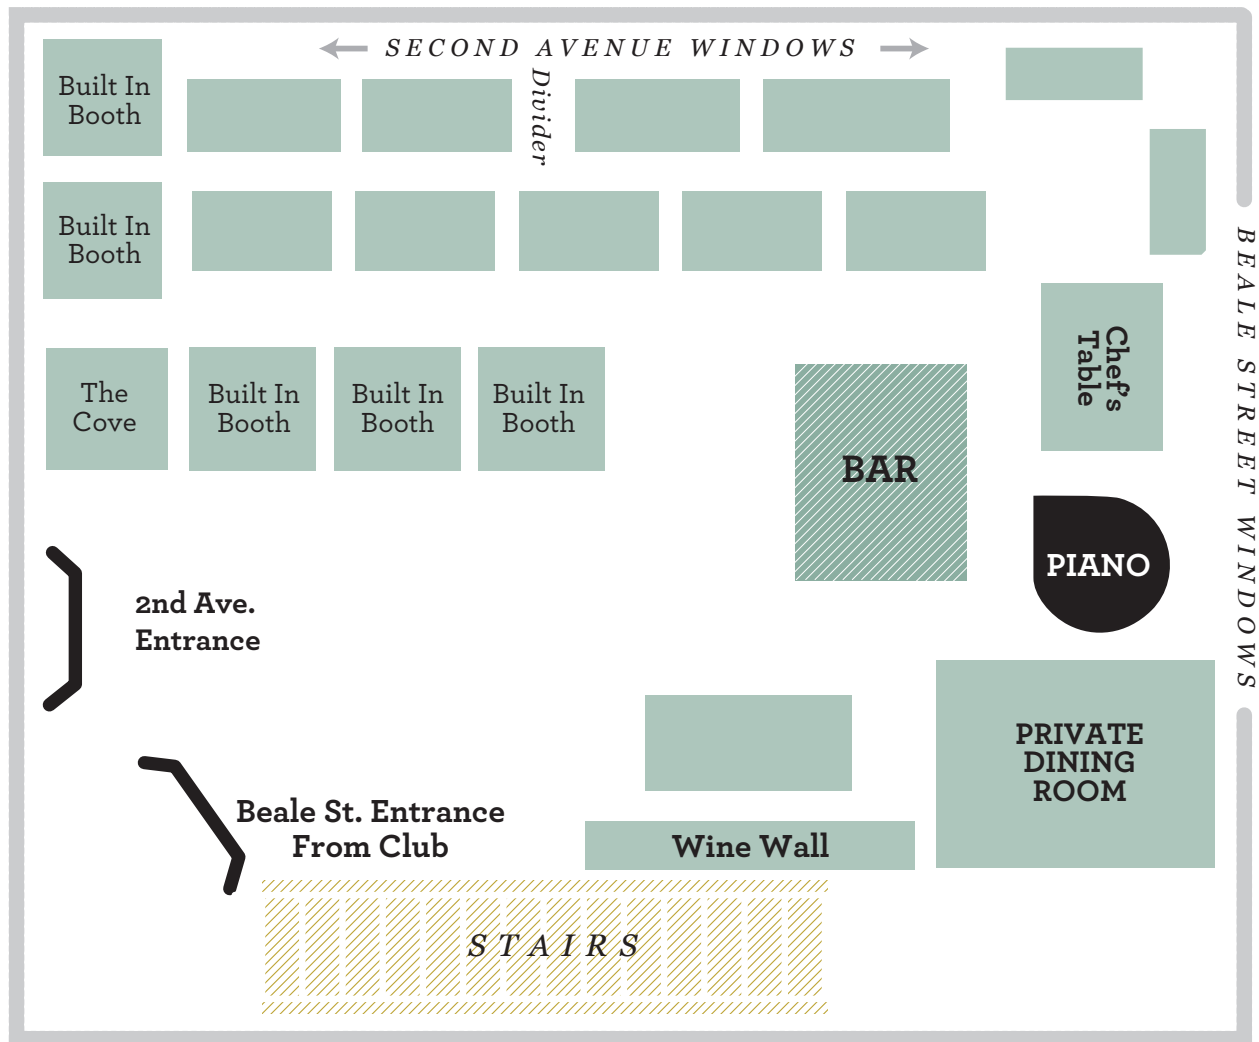 SECOND AVENUE WINDOWS
Divider
Built In
Booth
Built In
Booth
BEALE STREET WINDOWS
Chef's
Table
The
Cove
Built In
Booth
Built In
Booth
Built In
Booth
BAR
PIANO
2nd Ave.
Entrance
PRIVATE
DINING
ROOM
Beale St. Entrance
From Club
Wine Wall
STAIRS